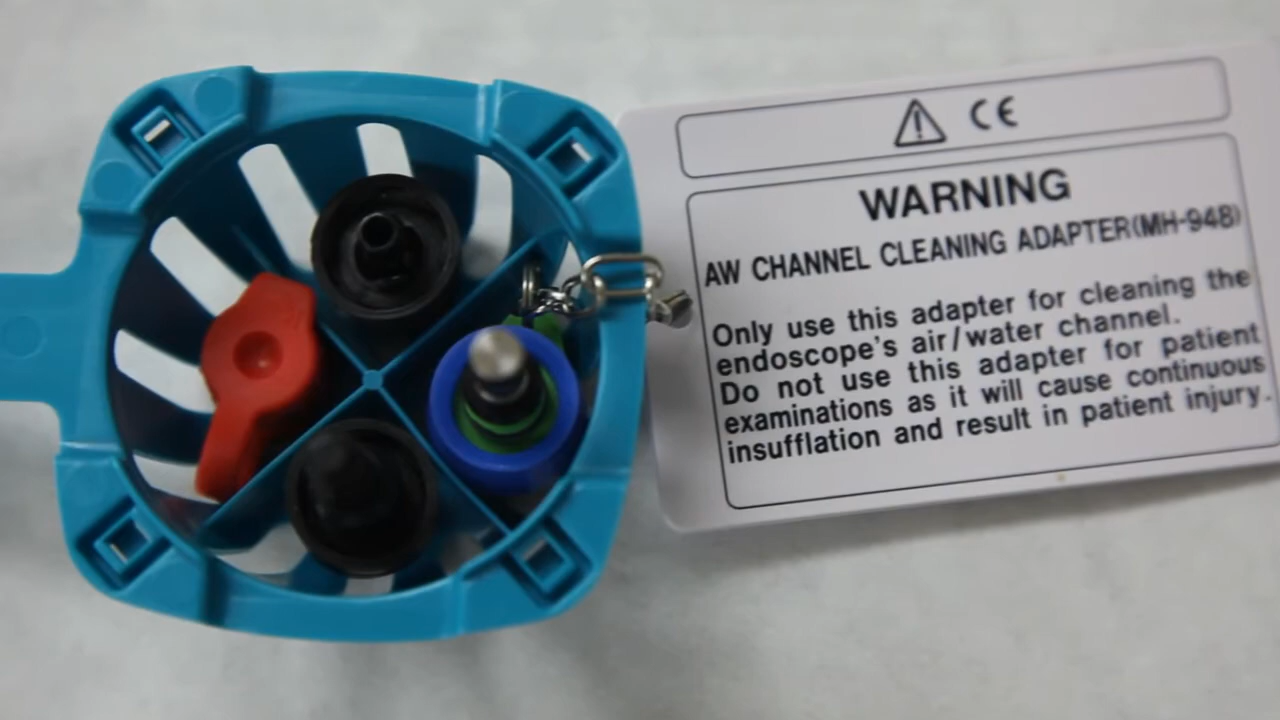 CE
WARNING
AW CHANNEL CLEANING ADAPTER(MH-948)
Only use this adapter for cleaning the
endoscope's air/water channel.
Do not use this adapter for patient
examinations as it will cause continuous
insufflation and result in patient injury.